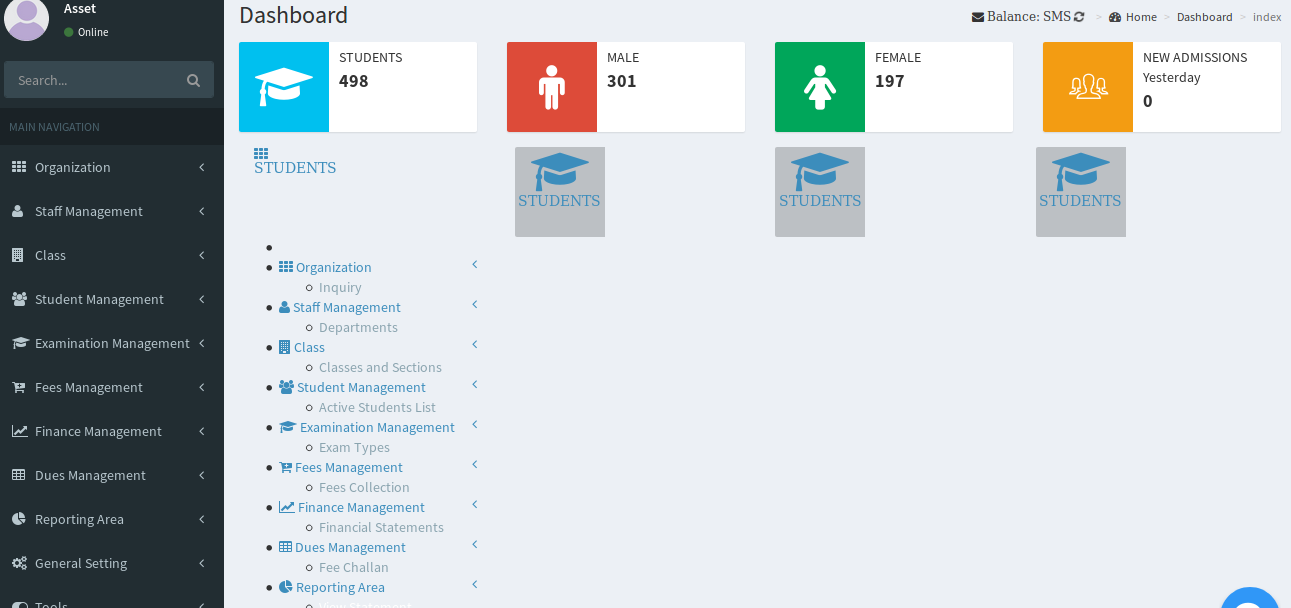 Asset
Online
Search...
MAIN NAVIGATION
Organization
Staff Management
Class
Student Management
Examination Management
Fees Management
Finance Management
Dues Management
Reporting Area
General Setting
Tools
Dashboard
Balance: SMS > Home > Dashboard > index
STUDENTS
498
MALE
301
FEMALE
197
NEW ADMISSIONS
Yesterday
0
STUDENTS
STUDENTS
STUDENTS
STUDENTS
Organization
Inquiry
Staff Management
Departments
Class
Classes and Sections
Student Management
Active Students List
Examination Management
Exam Types
Fees Management
Fees Collection
Finance Management
Financial Statements
Dues Management
Fee Challan
Reporting Area
View Statement